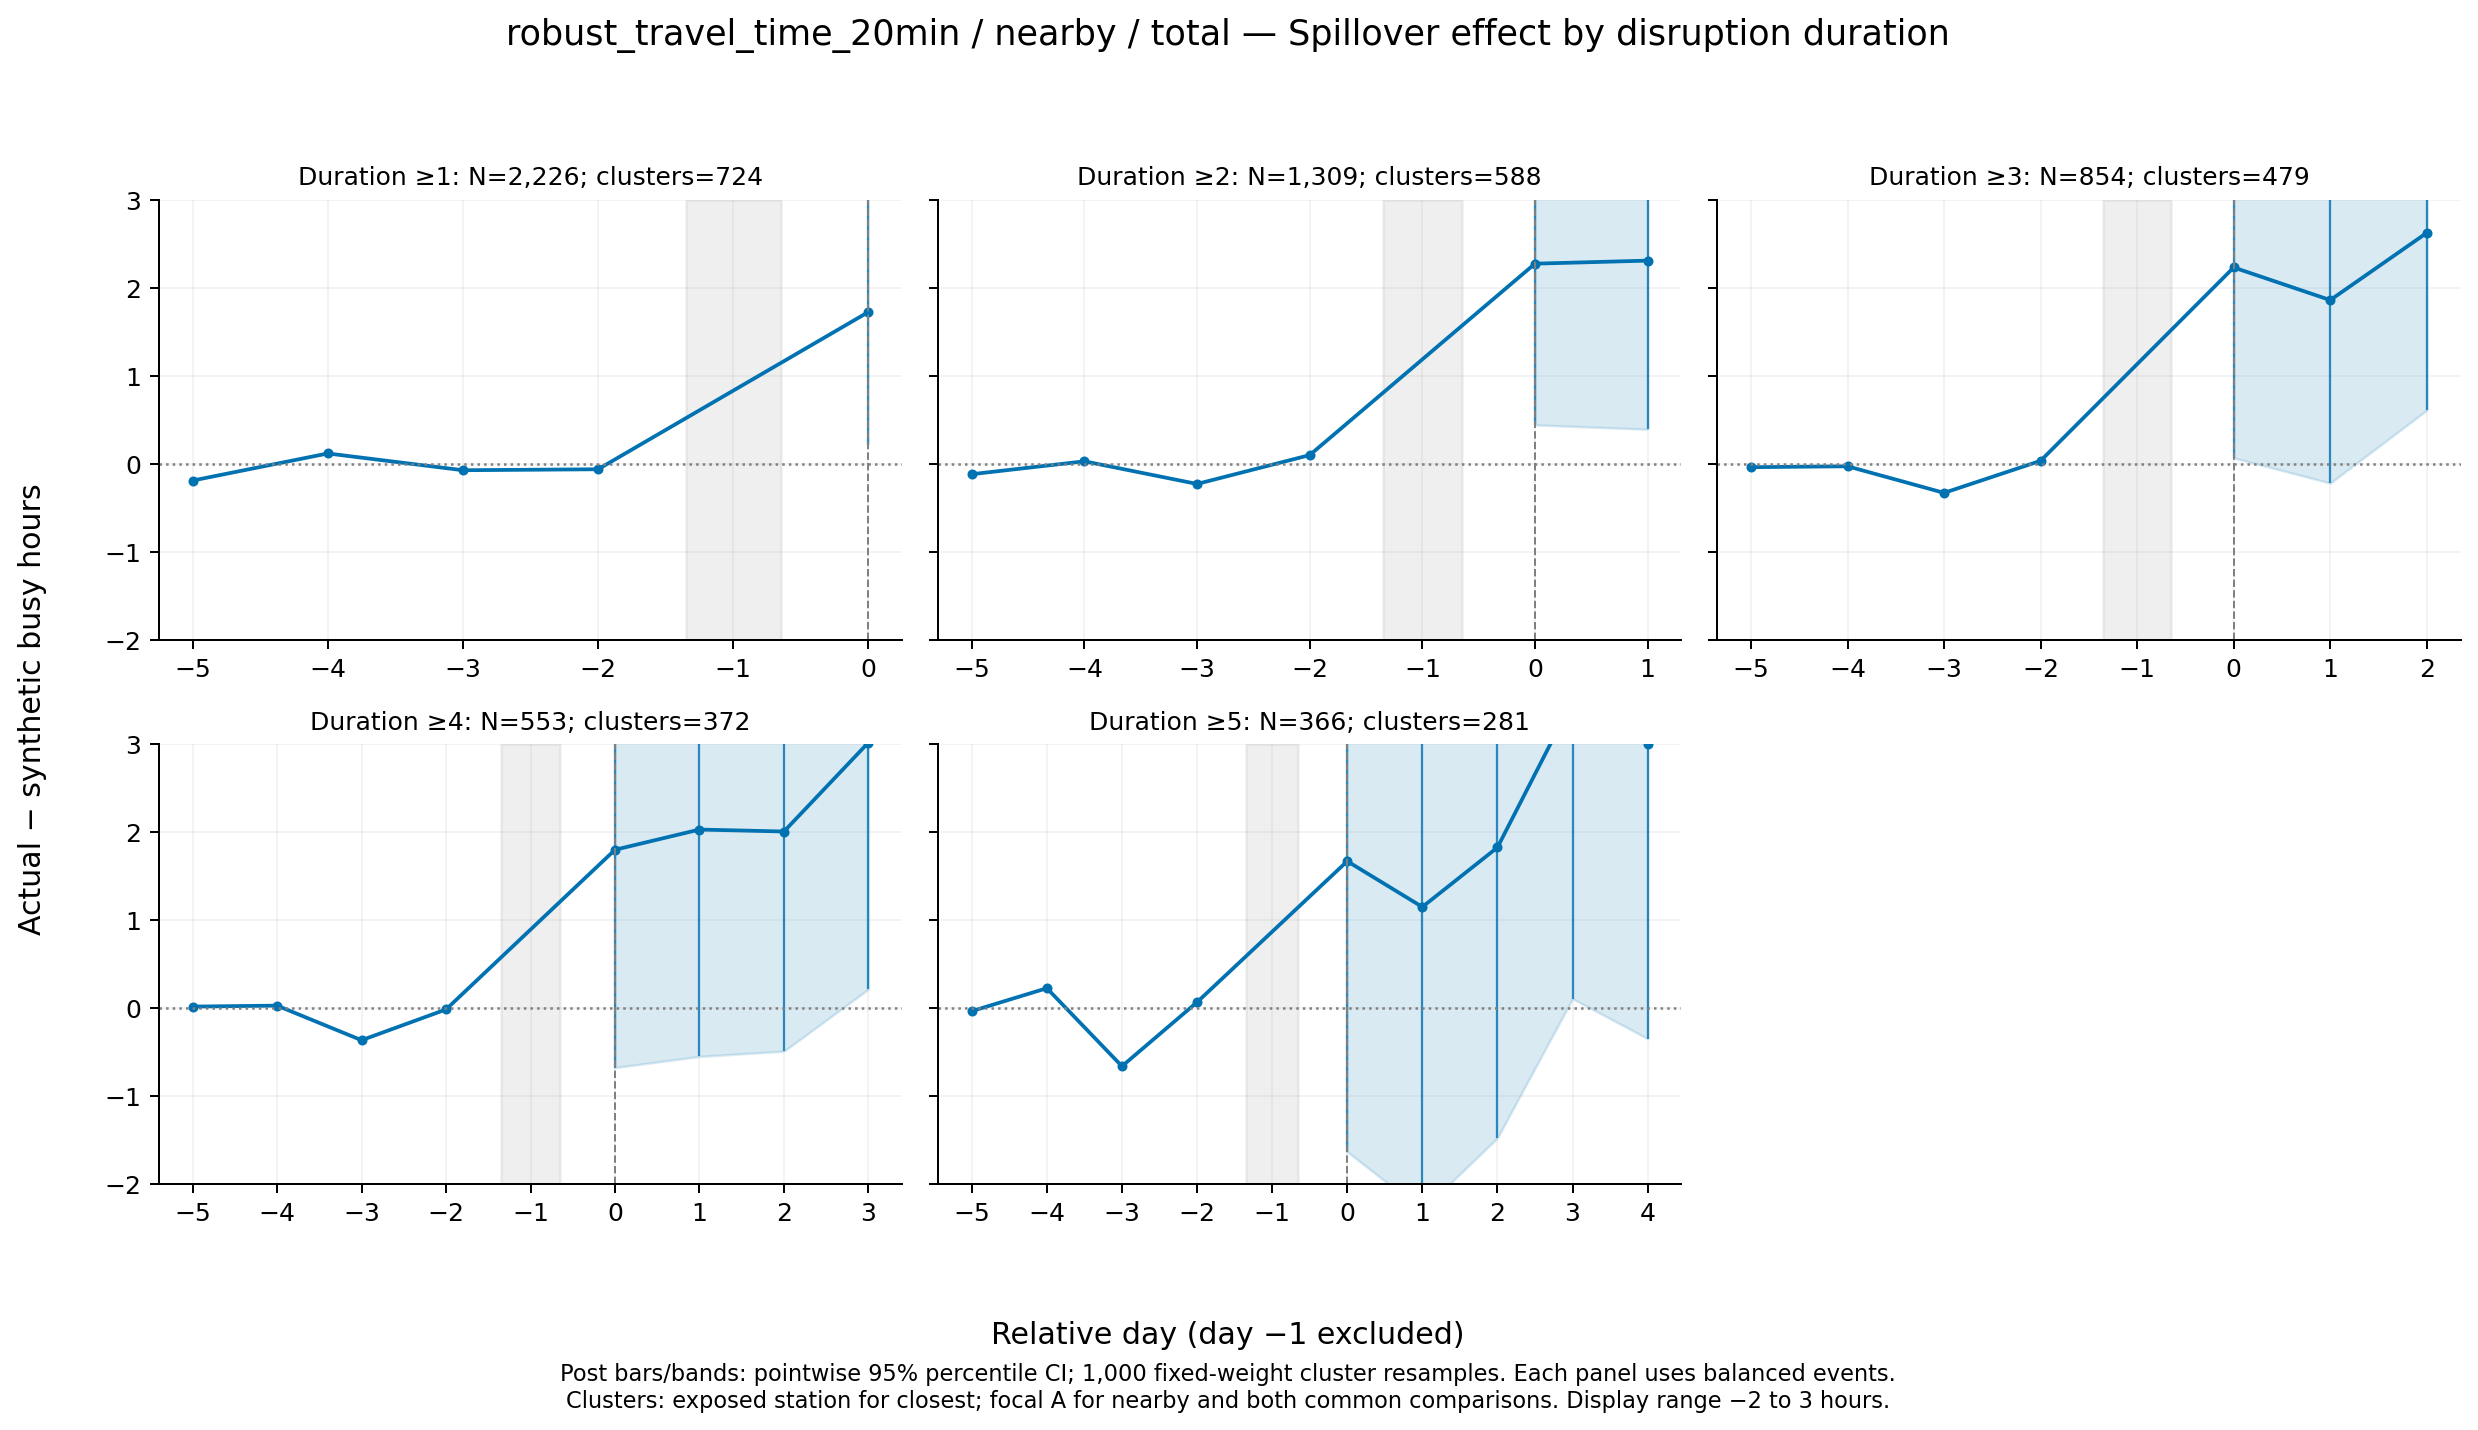 robust_travel_time_20min / nearby / total — Spillover effect by disruption duration
Actual − synthetic busy hours
Duration ≥1: N=2,226; clusters=724
3
2
1
0
−1
−2
−5 −4 −3 −2 −1 0
Duration ≥2: N=1,309; clusters=588
−5 −4 −3 −2 −1 0 1
Duration ≥3: N=854; clusters=479
−5 −4 −3 −2 −1 0 1 2
Duration ≥4: N=553; clusters=372
3
2
1
0
−1
−2
−5 −4 −3 −2 −1 0 1 2 3
Duration ≥5: N=366; clusters=281
−5 −4 −3 −2 −1 0 1 2 3 4
Relative day (day −1 excluded)
Post bars/bands: pointwise 95% percentile CI; 1,000 fixed-weight cluster resamples. Each panel uses balanced events.
Clusters: exposed station for closest; focal A for nearby and both common comparisons. Display range −2 to 3 hours.